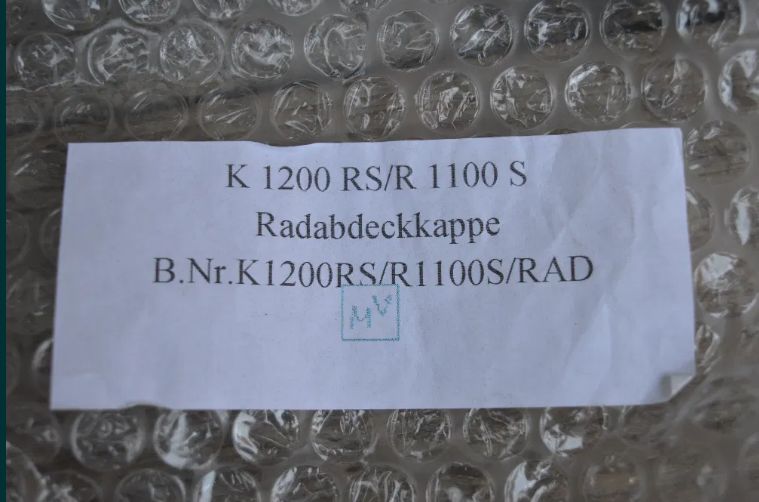 K 1200 RS/R 1100 S
Radabdeckkappe
B.Nr.K1200RS/R1100S/RAD